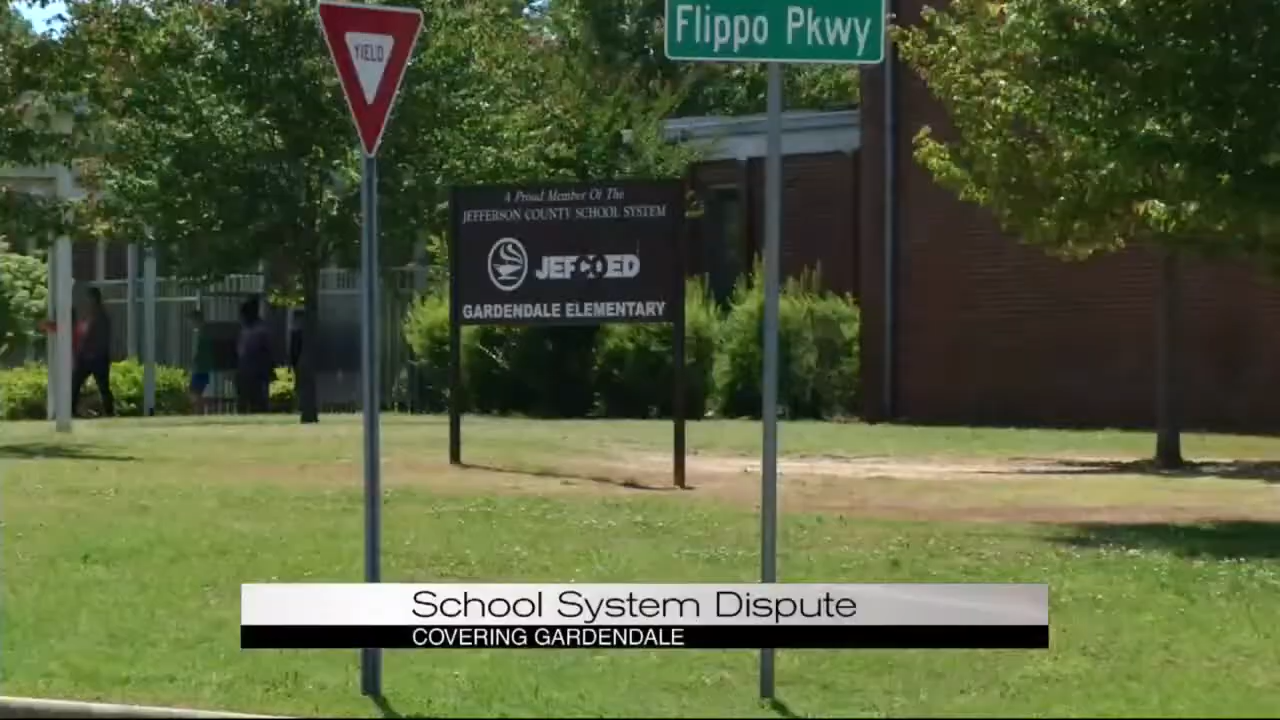 YIELD
Flippo Pkwy
A Proud Member Of The
JEFFERSON COUNTY SCHOOL SYSTEM
JEFCOED
GARDENDALE ELEMENTARY
School System Dispute
COVERING GARDENDALE